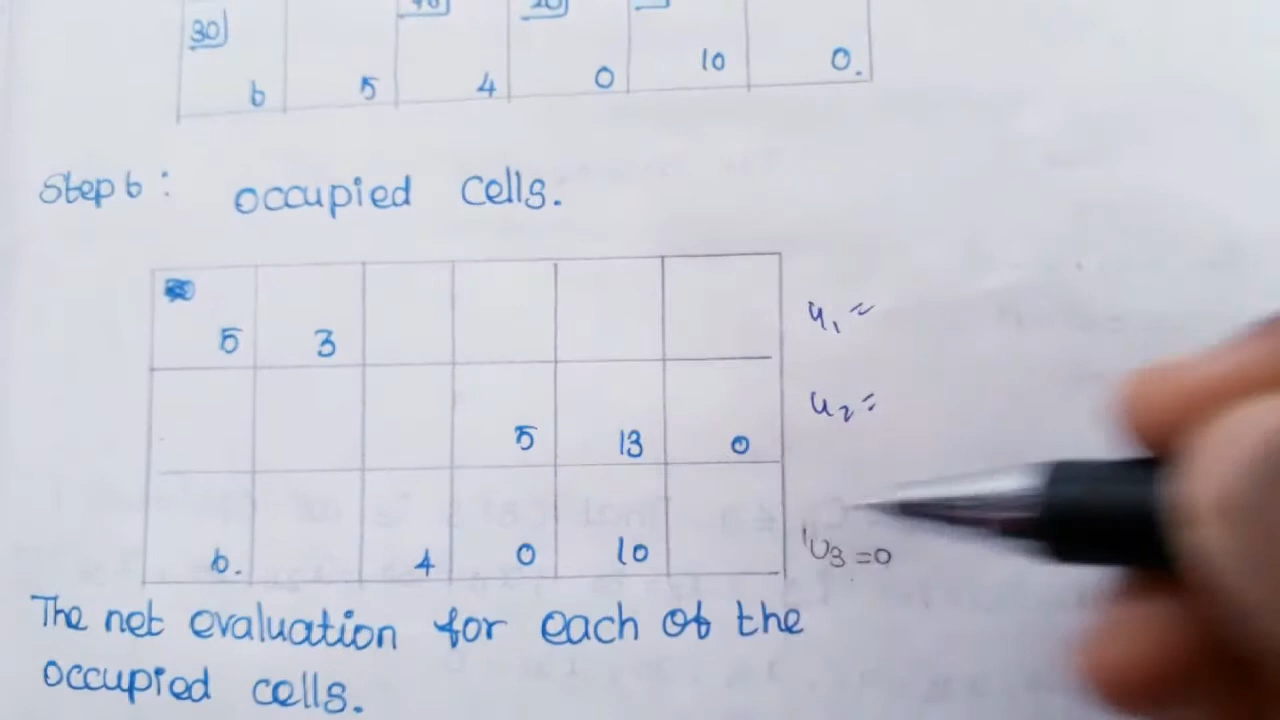 30
6 5 4 0 10 0.
Step 6: occupied cells.
5 3 u₁ =
5 13 0 u₂ =
6. 4 0 10 U₃ = 0
The net evaluation for each of the
occupied cells.